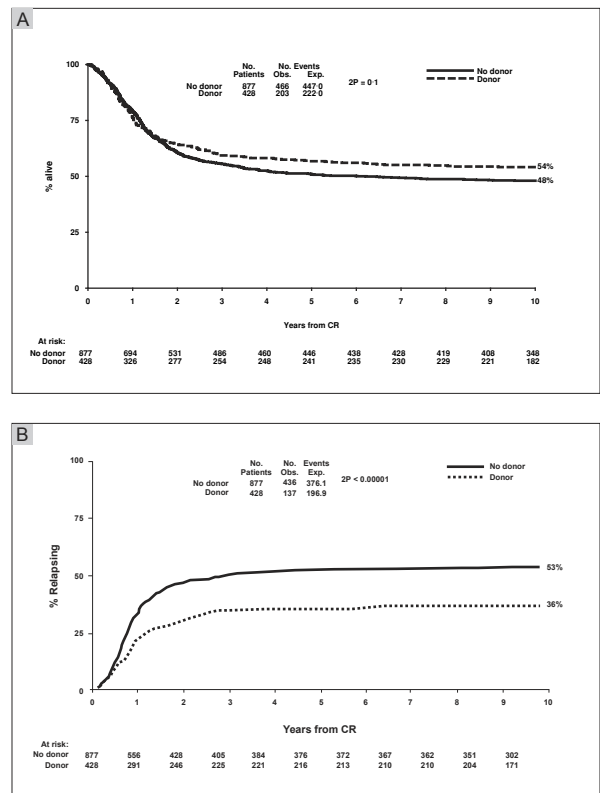 A
No. No. Events
Patients Obs. Exp.
No donor 877 466 447·0
Donor 428 203 222·0
2P = 0·1
No donor
Donor
100
75
50
25
0
% alive
54%
48%
0 1 2 3 4 5 6 7 8 9 10
Years from CR
At risk:
No donor 877 694 531 486 460 446 438 428 419 408 348
Donor 428 326 277 254 248 241 235 230 229 221 182
B
No. No. Events
Patients Obs. Exp.
No donor 877 436 376.1
Donor 428 137 196.9
2P < 0.00001
No donor
Donor
100
75
50
25
0
% Relapsing
53%
36%
0 1 2 3 4 5 6 7 8 9 10
Years from CR
At risk:
No donor 877 556 428 405 384 376 372 367 362 351 302
Donor 428 291 246 225 221 216 213 210 210 204 171